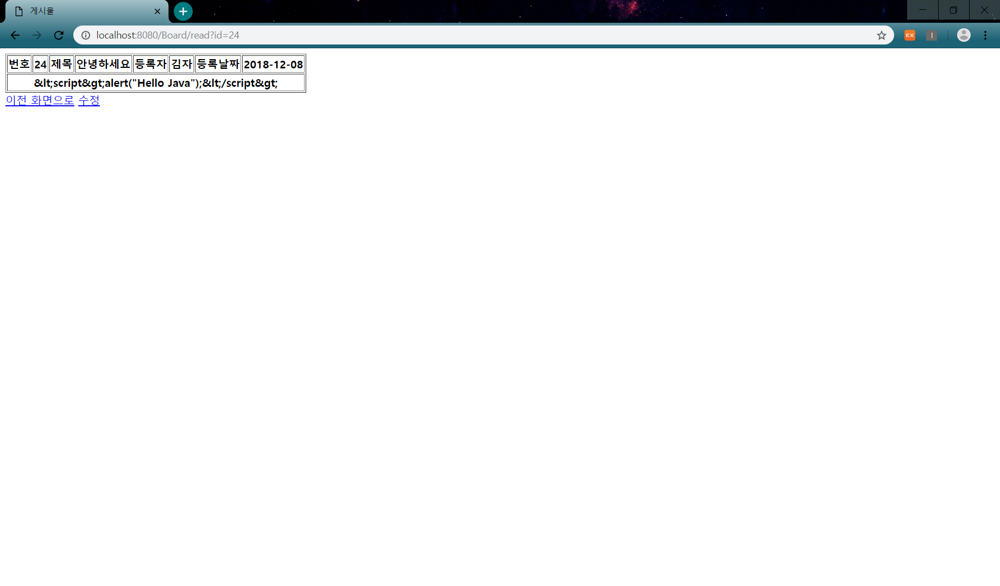 게시물
localhost:8080/Board/read?id=24
EX
번호 24 제목 안녕하세요 등록자 김자 등록날짜 2018-12-08
&lt;script&gt;alert("Hello Java");&lt;/script&gt;
이전 화면으로 수정